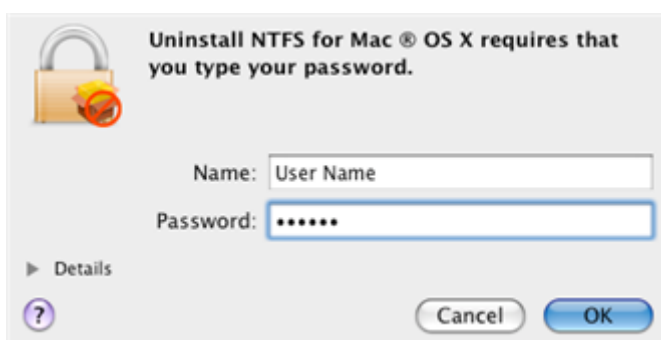 Uninstall NTFS for Mac ® OS X requires that
you type your password.
Name: User Name
Password: ••••••
Details
?
Cancel OK